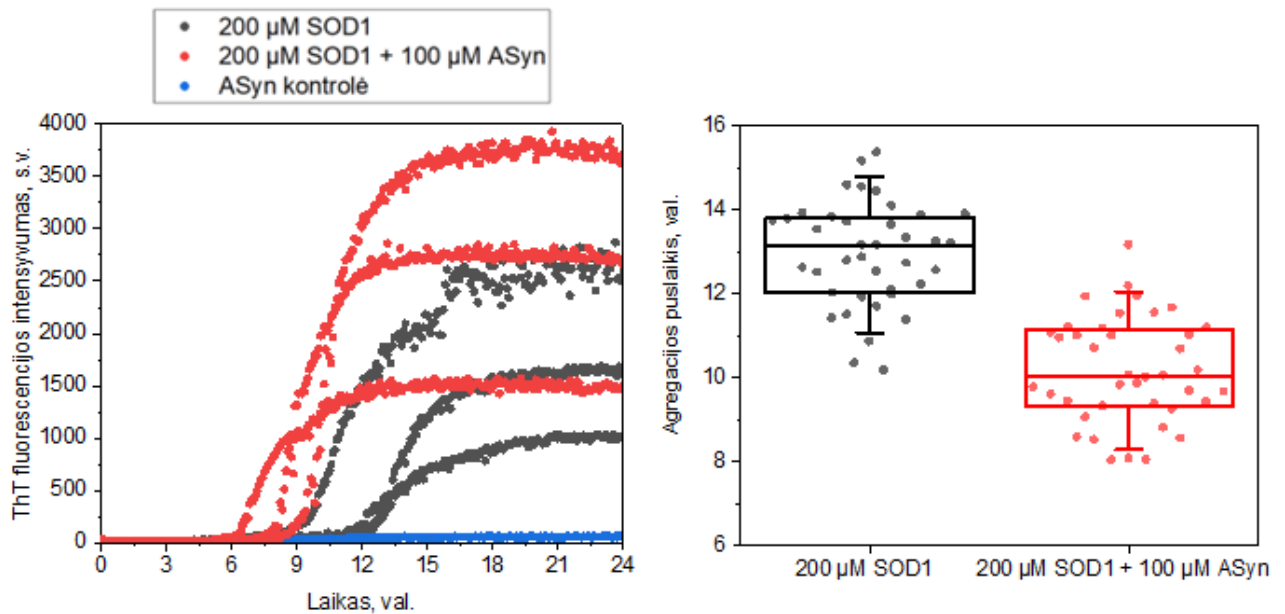 200 µM SOD1
200 µM SOD1 + 100 µM ASyn
ASyn kontrolė
ThT fluorescencijos intensyvumas, s.v.
4000
3500
3000
2500
2000
1500
1000
500
0
0 3 6 9 12 15 18 21 24
Laikas, val.
Agregacijos puslaikis, val.
16
14
12
10
8
6
200 µM SOD1 200 µM SOD1 + 100 µM ASyn